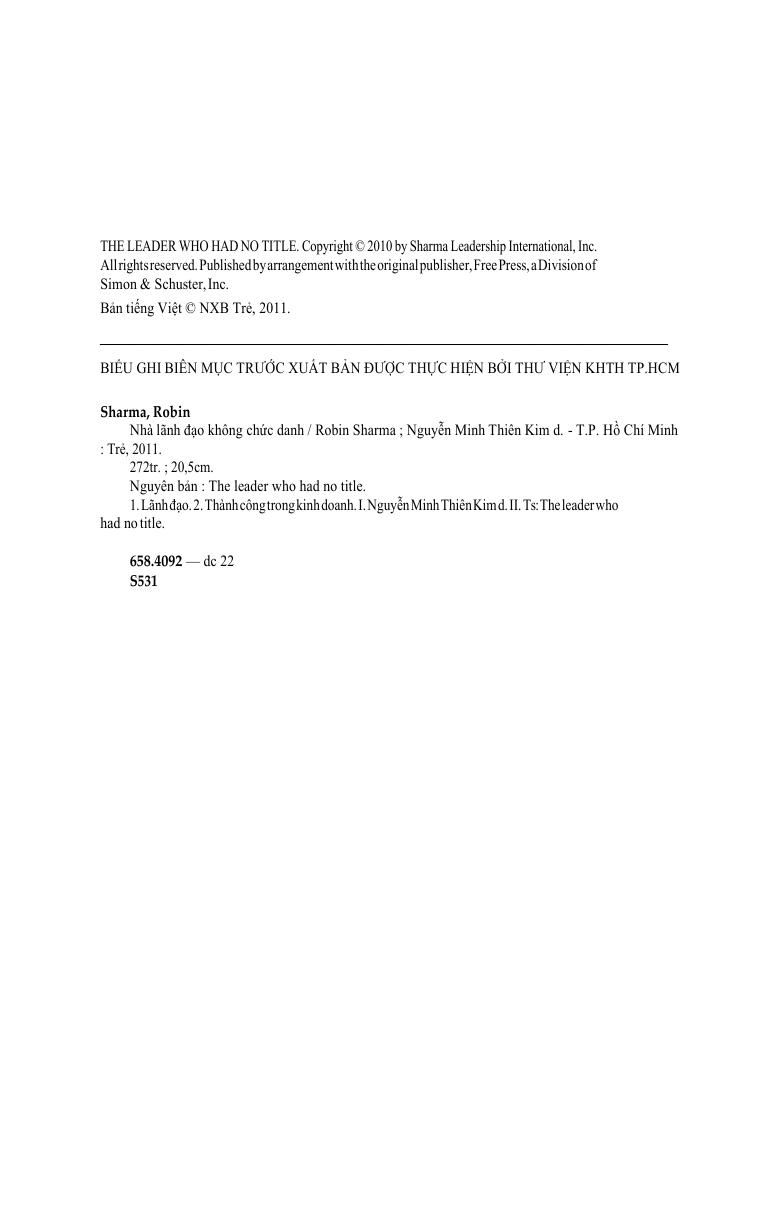 THE LEADER WHO HAD NO TITLE. Copyright © 2010 by Sharma Leadership International, Inc.
All rights reserved. Published by arrangement with the original publisher, Free Press, a Division of
Simon & Schuster, Inc.
Bản tiếng Việt © NXB Trẻ, 2011.
BIỂU GHI BIÊN MỤC TRƯỚC XUẤT BẢN ĐƯỢC THỰC HIỆN BỞI THƯ VIỆN KHTH TP.HCM
Sharma, Robin
Nhà lãnh đạo không chức danh / Robin Sharma ; Nguyễn Minh Thiên Kim d. - T.P. Hồ Chí Minh
: Trẻ, 2011.
272tr. ; 20,5cm.
Nguyên bản : The leader who had no title.
1. Lãnh đạo. 2. Thành công trong kinh doanh. I. Nguyễn Minh Thiên Kim d. II. Ts: The leader who
had no title.
658.4092 — dc 22
S531